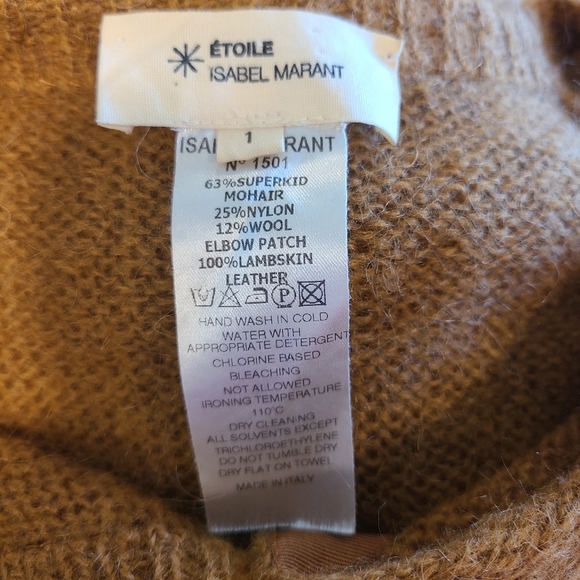 ÉTOILE
ISABEL MARANT
1
ISA RANT
N° 1501
63%SUPERKID
MOHAIR
25%NYLON
12%WOOL
ELBOW PATCH
100%LAMBSKIN
LEATHER
P
HAND WASH IN COLD
WATER WITH
APPROPRIATE DETERGENT
CHLORINE BASED
BLEACHING
NOT ALLOWED
IRONING TEMPERATURE
110°C
DRY CLEANING
ALL SOLVENTS EXCEPT
TRICHLOROETHYLENE
DO NOT TUMBLE DRY
DRY FLAT ON TOWEL
MADE IN ITALY